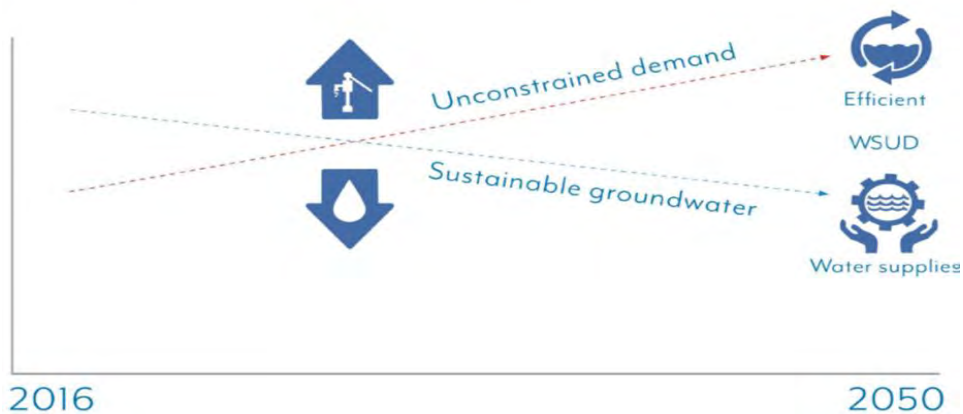 Unconstrained demand
Sustainable groundwater
Efficient
WSUD
Water supplies
2016
2050